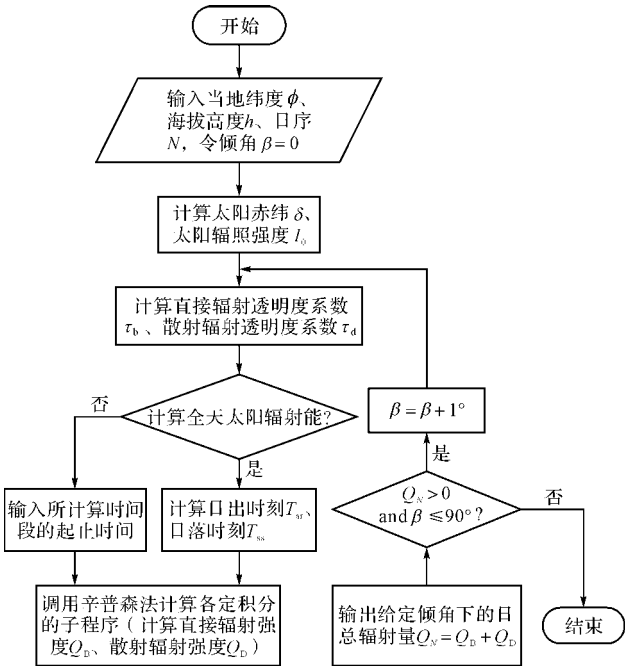 开始
输入当地纬度ϕ、
海拔高度h、日序
N，令倾角β=0
计算太阳赤纬δ、
太阳辐照强度I₀
计算直接辐射透明度系数
τb、散射辐射透明度系数τd
计算全天太阳辐射能?
否
是
输入所计算时间
段的起止时间
计算日出时刻Tsr、
日落时刻Tss
调用辛普森法计算各定积分
的子程序（计算直接辐射强
度QB、散射辐射强度QD）
β=β+1°
是
QN>0
and β≤90°?
否
输出给定倾角下的日
总辐射量QN=QB+QD
结束